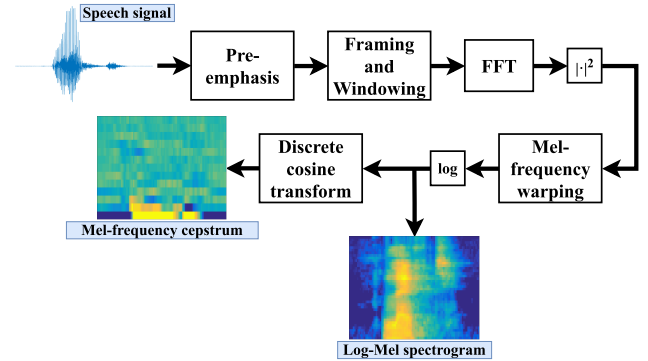 Speech signal
Pre-
emphasis
Framing
and
Windowing
FFT
|·|²
Mel-
frequency
warping
log
Discrete
cosine
transform
Mel-frequency cepstrum
Log-Mel spectrogram